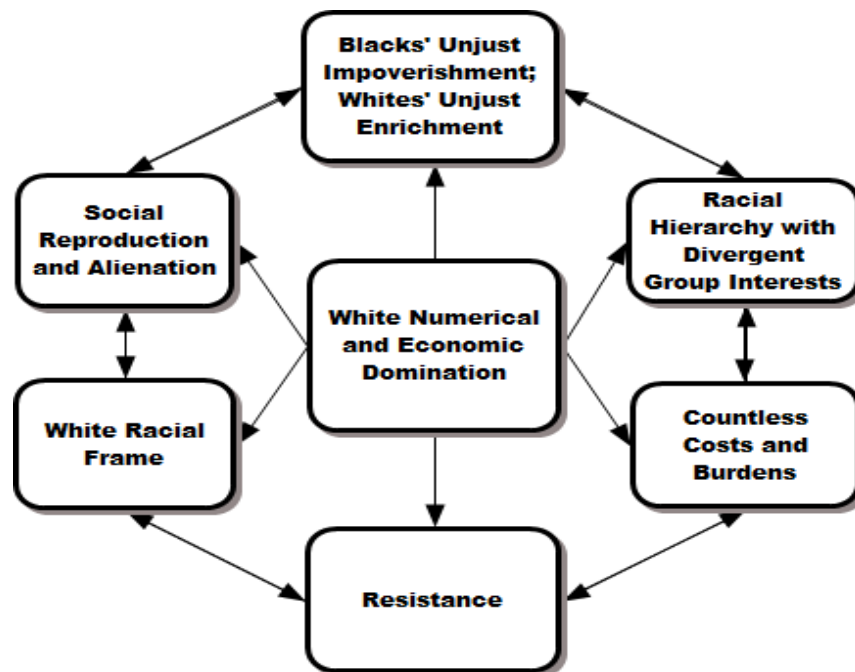 Blacks' Unjust
Impoverishment;
Whites' Unjust
Enrichment
Social
Reproduction
and Alienation
Racial
Hierarchy with
Divergent
Group Interests
White Numerical
and Economic
Domination
White Racial
Frame
Countless
Costs and
Burdens
Resistance